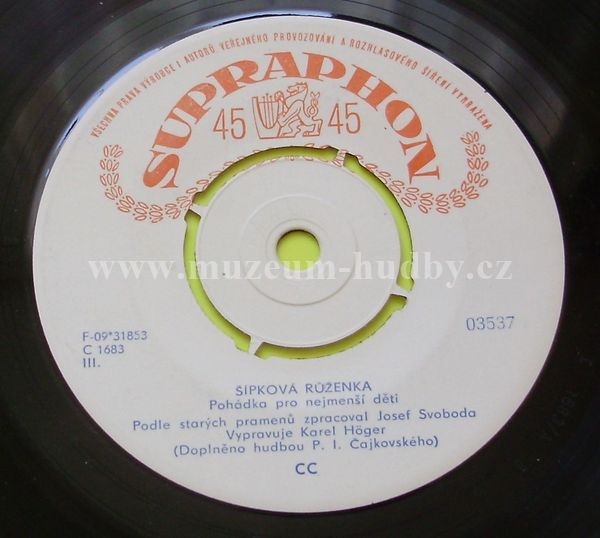 VŠECHNA PRÁVA VÝROBCE I AUTORŮ VEŘEJNÉHO PROVOZOVÁNÍ A ROZHLASOVÉHO ŠÍŘENÍ VYHRAZENA
SUPRAPHON
45 45
www.muzeum-hudby.cz
F-09*31853
C 1683
III.
03537
ŠÍPKOVÁ RŮŽENKA
Pohádka pro nejmenší děti
Podle starých pramenů zpracoval Josef Svoboda
Vypravuje Karel Höger
(Doplněno hudbou P. I. Čajkovského)
CC